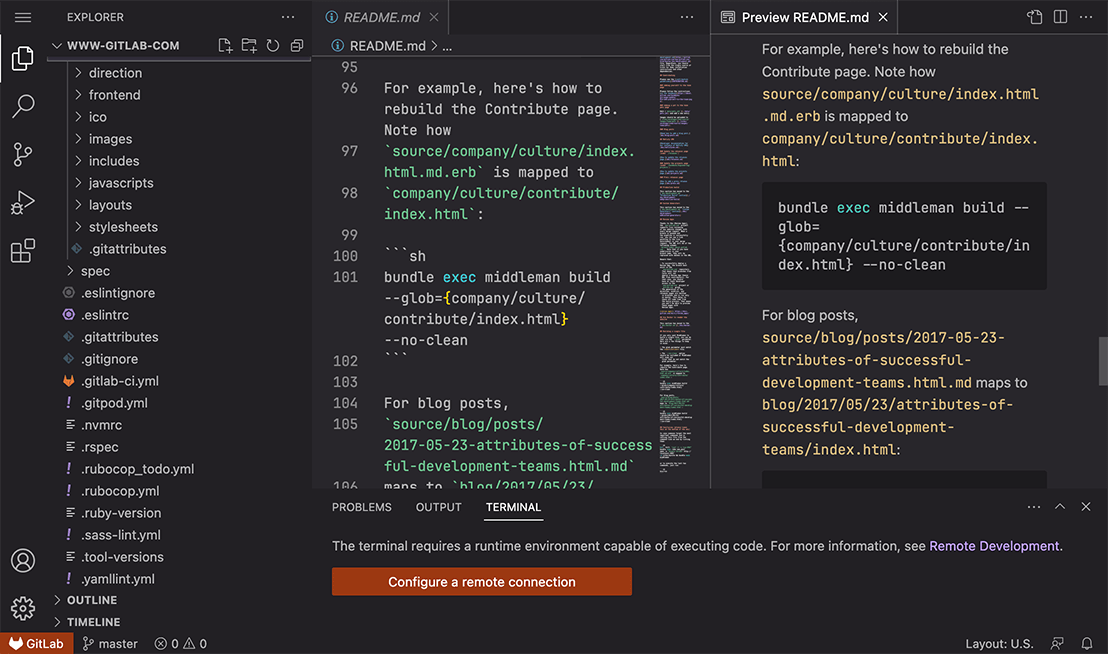 EXPLORER
WWW-GITLAB-COM
direction
frontend
ico
images
includes
javascripts
layouts
stylesheets
.gitattributes
spec
.eslintignore
.eslintrc
.gitattributes
.gitignore
.gitlab-ci.yml
.gitpod.yml
.nvmrc
.rspec
.rubocop_todo.yml
.rubocop.yml
.ruby-version
.sass-lint.yml
.tool-versions
.yamllint.yml
OUTLINE
TIMELINE
README.md
README.md > ...
95
96 For example, here's how to
rebuild the Contribute page.
Note how
97 `source/company/culture/index.
html.md.erb` is mapped to
98 `company/culture/contribute/
index.html`:
99
100 ```sh
101 bundle exec middleman build
--glob={company/culture/
contribute/index.html}
--no-clean
102 ```
103
104 For blog posts,
105 `source/blog/posts/
2017-05-23-attributes-of-success
ful-development-teams.html.md`
106 maps to `blog/2017/05/23/
Preview README.md
For example, here's how to rebuild the
Contribute page. Note how
source/company/culture/index.html
.md.erb is mapped to
company/culture/contribute/index.
html:
bundle exec middleman build --
glob=
{company/culture/contribute/in
dex.html} --no-clean
For blog posts,
source/blog/posts/2017-05-23-
attributes-of-successful-
development-teams.html.md maps to
blog/2017/05/23/attributes-of-
successful-development-
teams/index.html:
PROBLEMS OUTPUT TERMINAL
The terminal requires a runtime environment capable of executing code. For more information, see Remote Development.
Configure a remote connection
GitLab master 0 0 Layout: U.S.